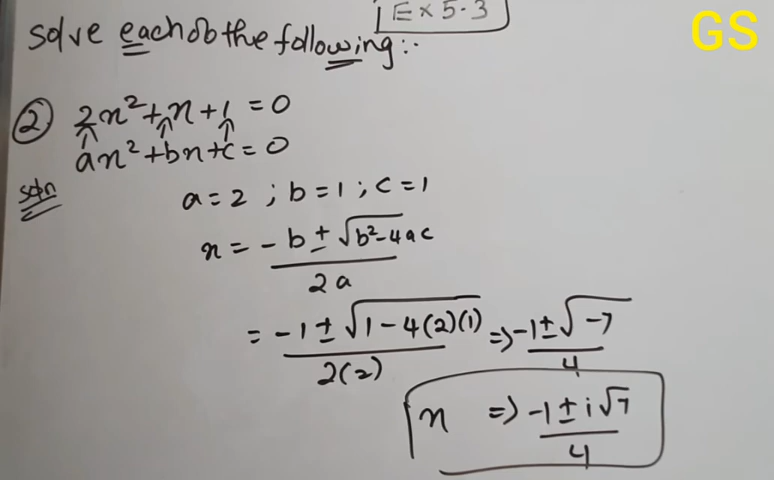 Ex 5.3
GS
Solve each of the following:-
② 2x² + x + 1 = 0
ax² + bx + c = 0
Soln
a = 2 ; b = 1 ; c = 1
x = -b ± √b²-4ac / 2a
= -1 ± √1-4(2)(1) / 2(2) => -1 ± √-7 / 4
x => -1 ± i√7 / 4